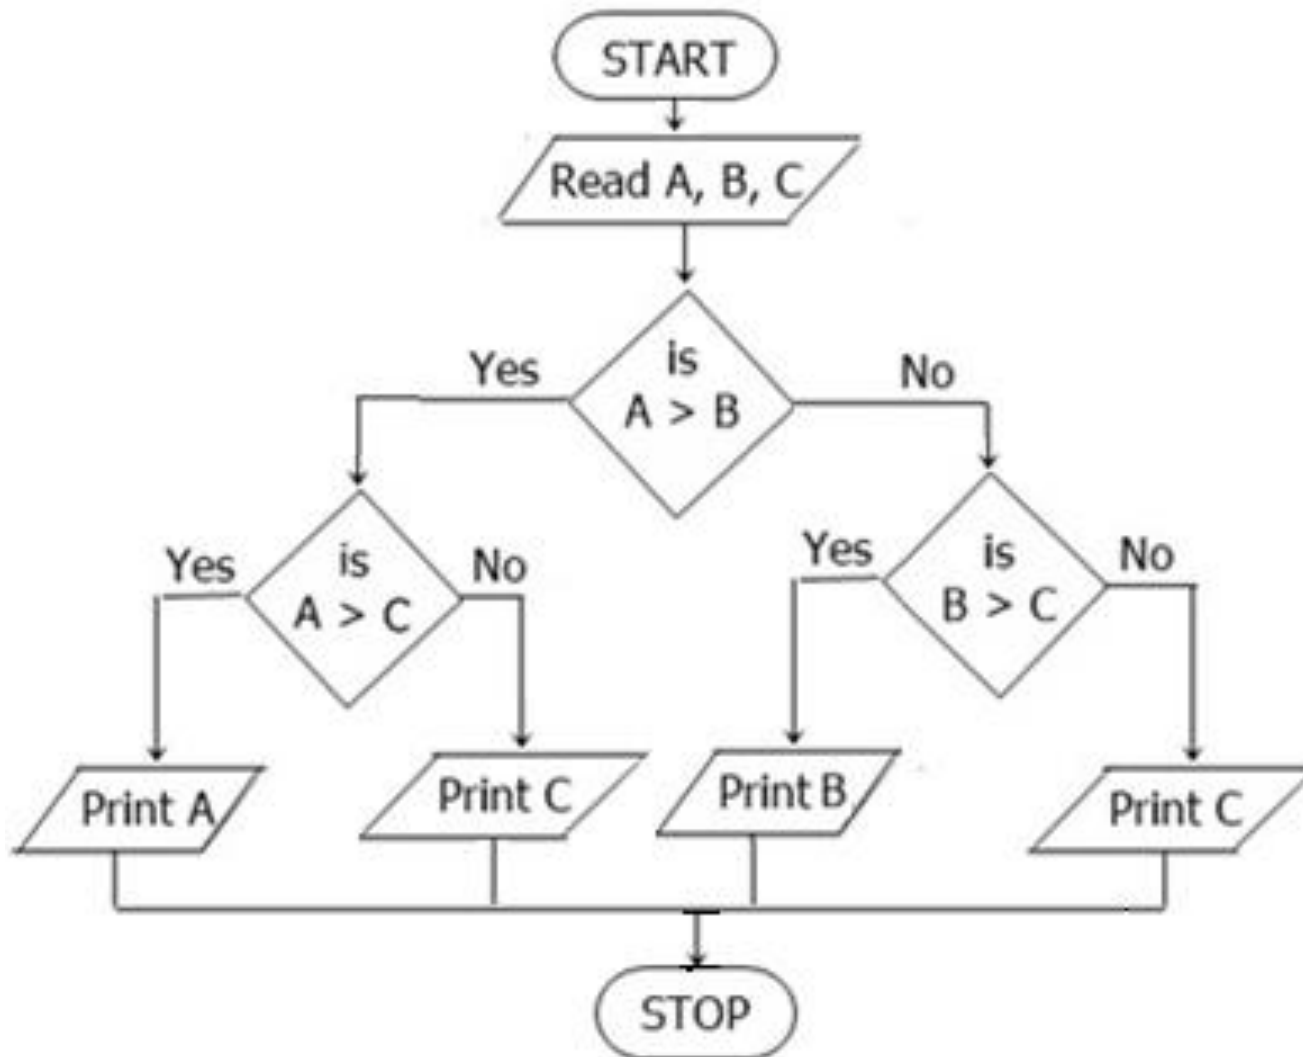 START
Read A, B, C
is
A > B
Yes
No
is
A > C
Yes
No
is
B > C
Yes
No
Print A
Print C
Print B
Print C
STOP